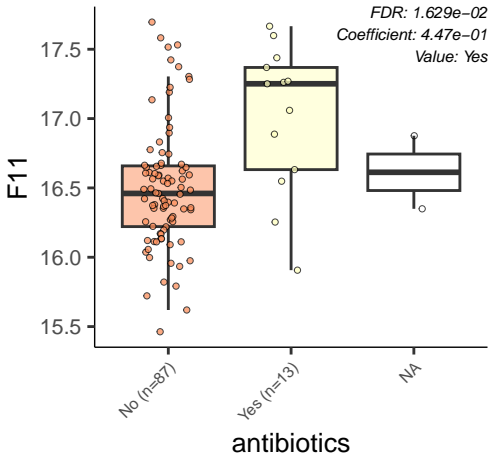 FDR: 1.629e−02
Coefficient: 4.47e−01
Value: Yes
17.5
17.0
16.5
16.0
15.5
F11
No (n=87)
Yes (n=13)
NA
antibiotics